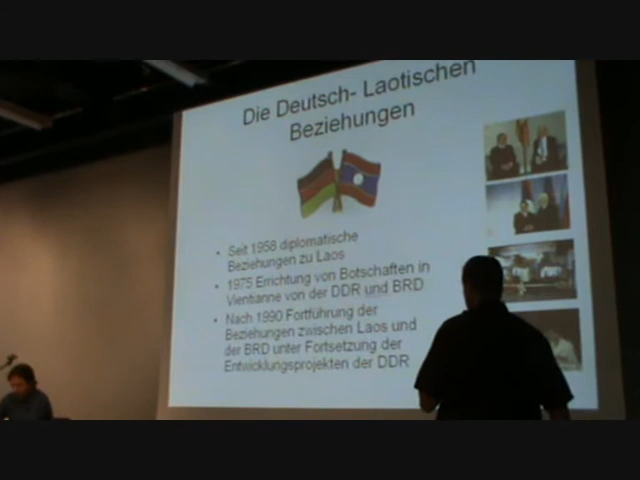 Die Deutsch- Laotischen
Beziehungen
• Seit 1958 diplomatische
Beziehungen zu Laos
• 1975 Errichtung von Botschaften in
Vientianne von der DDR und BRD
• Nach 1990 Fortführung der
Beziehungen zwischen Laos und
der BRD unter Fortsetzung der
Entwicklungsprojekten der DDR